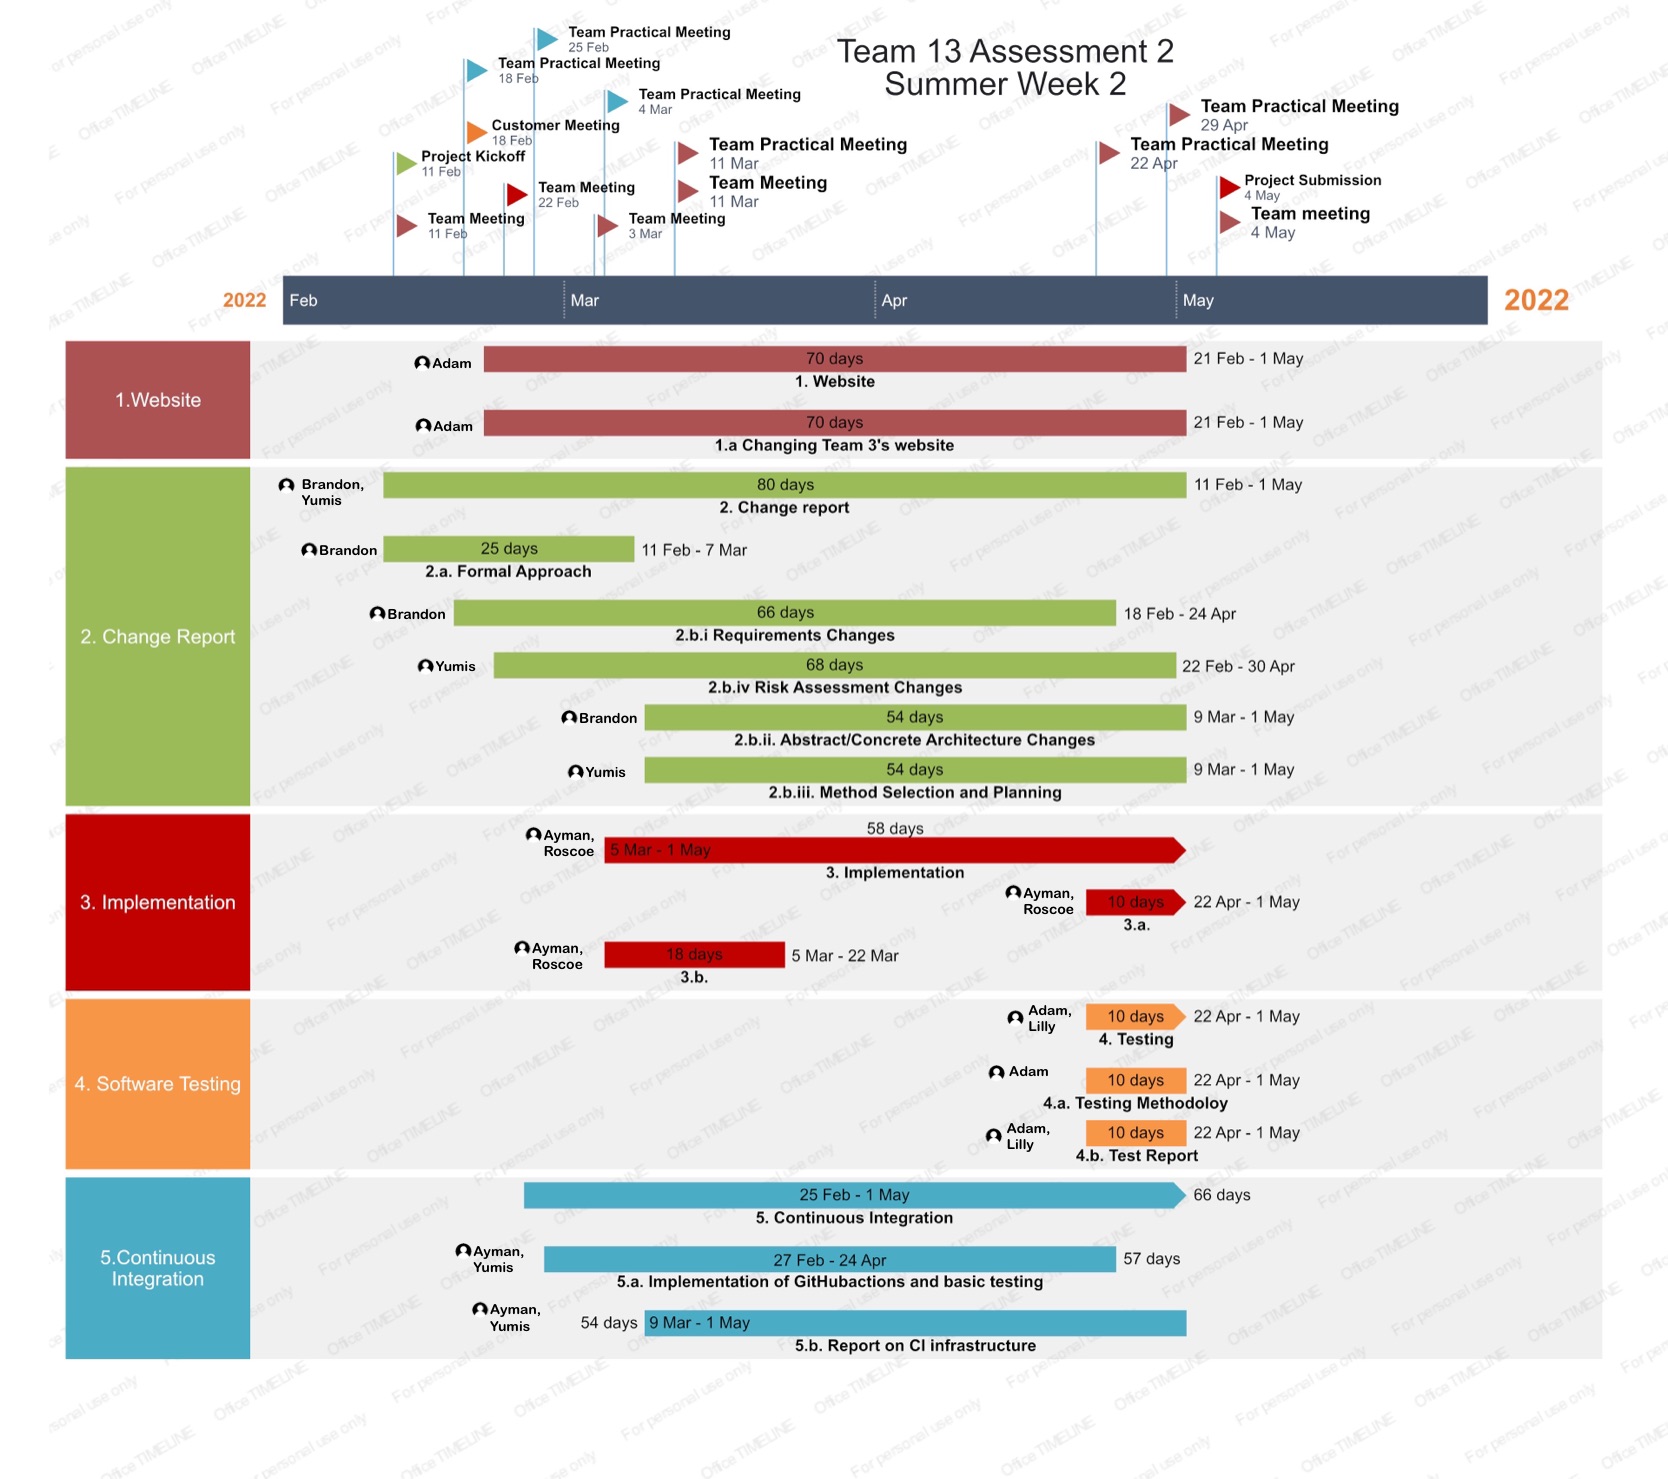 Team 13 Assessment 2
Summer Week 2
Team Practical Meeting
25 Feb
Team Practical Meeting
18 Feb
Team Practical Meeting
4 Mar
Customer Meeting
18 Feb
Project Kickoff
11 Feb
Team Meeting
22 Feb
Team Meeting
11 Feb
Team Meeting
3 Mar
Team Practical Meeting
11 Mar
Team Meeting
11 Mar
Team Practical Meeting
29 Apr
Team Practical Meeting
22 Apr
Project Submission
4 May
Team meeting
4 May
2022
Feb
Mar
Apr
May
2022
1.Website
Adam
70 days
21 Feb - 1 May
1. Website
Adam
70 days
21 Feb - 1 May
1.a Changing Team 3's website
2. Change Report
Brandon,
Yumis
80 days
11 Feb - 1 May
2. Change report
Brandon
25 days
11 Feb - 7 Mar
2.a. Formal Approach
Brandon
66 days
18 Feb - 24 Apr
2.b.i Requirements Changes
Yumis
68 days
22 Feb - 30 Apr
2.b.iv Risk Assessment Changes
Brandon
54 days
9 Mar - 1 May
2.b.ii. Abstract/Concrete Architecture Changes
Yumis
54 days
9 Mar - 1 May
2.b.iii. Method Selection and Planning
3. Implementation
58 days
Ayman,
Roscoe
5 Mar - 1 May
3. Implementation
Ayman,
Roscoe
10 days
22 Apr - 1 May
3.a.
Ayman,
Roscoe
18 days
5 Mar - 22 Mar
3.b.
4. Software Testing
Adam,
Lilly
10 days
22 Apr - 1 May
4. Testing
Adam
10 days
22 Apr - 1 May
4.a. Testing Methodoloy
Adam,
Lilly
10 days
22 Apr - 1 May
4.b. Test Report
5.Continuous
Integration
25 Feb - 1 May
66 days
5. Continuous Integration
Ayman,
Yumis
27 Feb - 24 Apr
57 days
5.a. Implementation of GitHubactions and basic testing
Ayman,
Yumis
54 days
9 Mar - 1 May
5.b. Report on CI infrastructure
For personal use only
Office TIMELINE